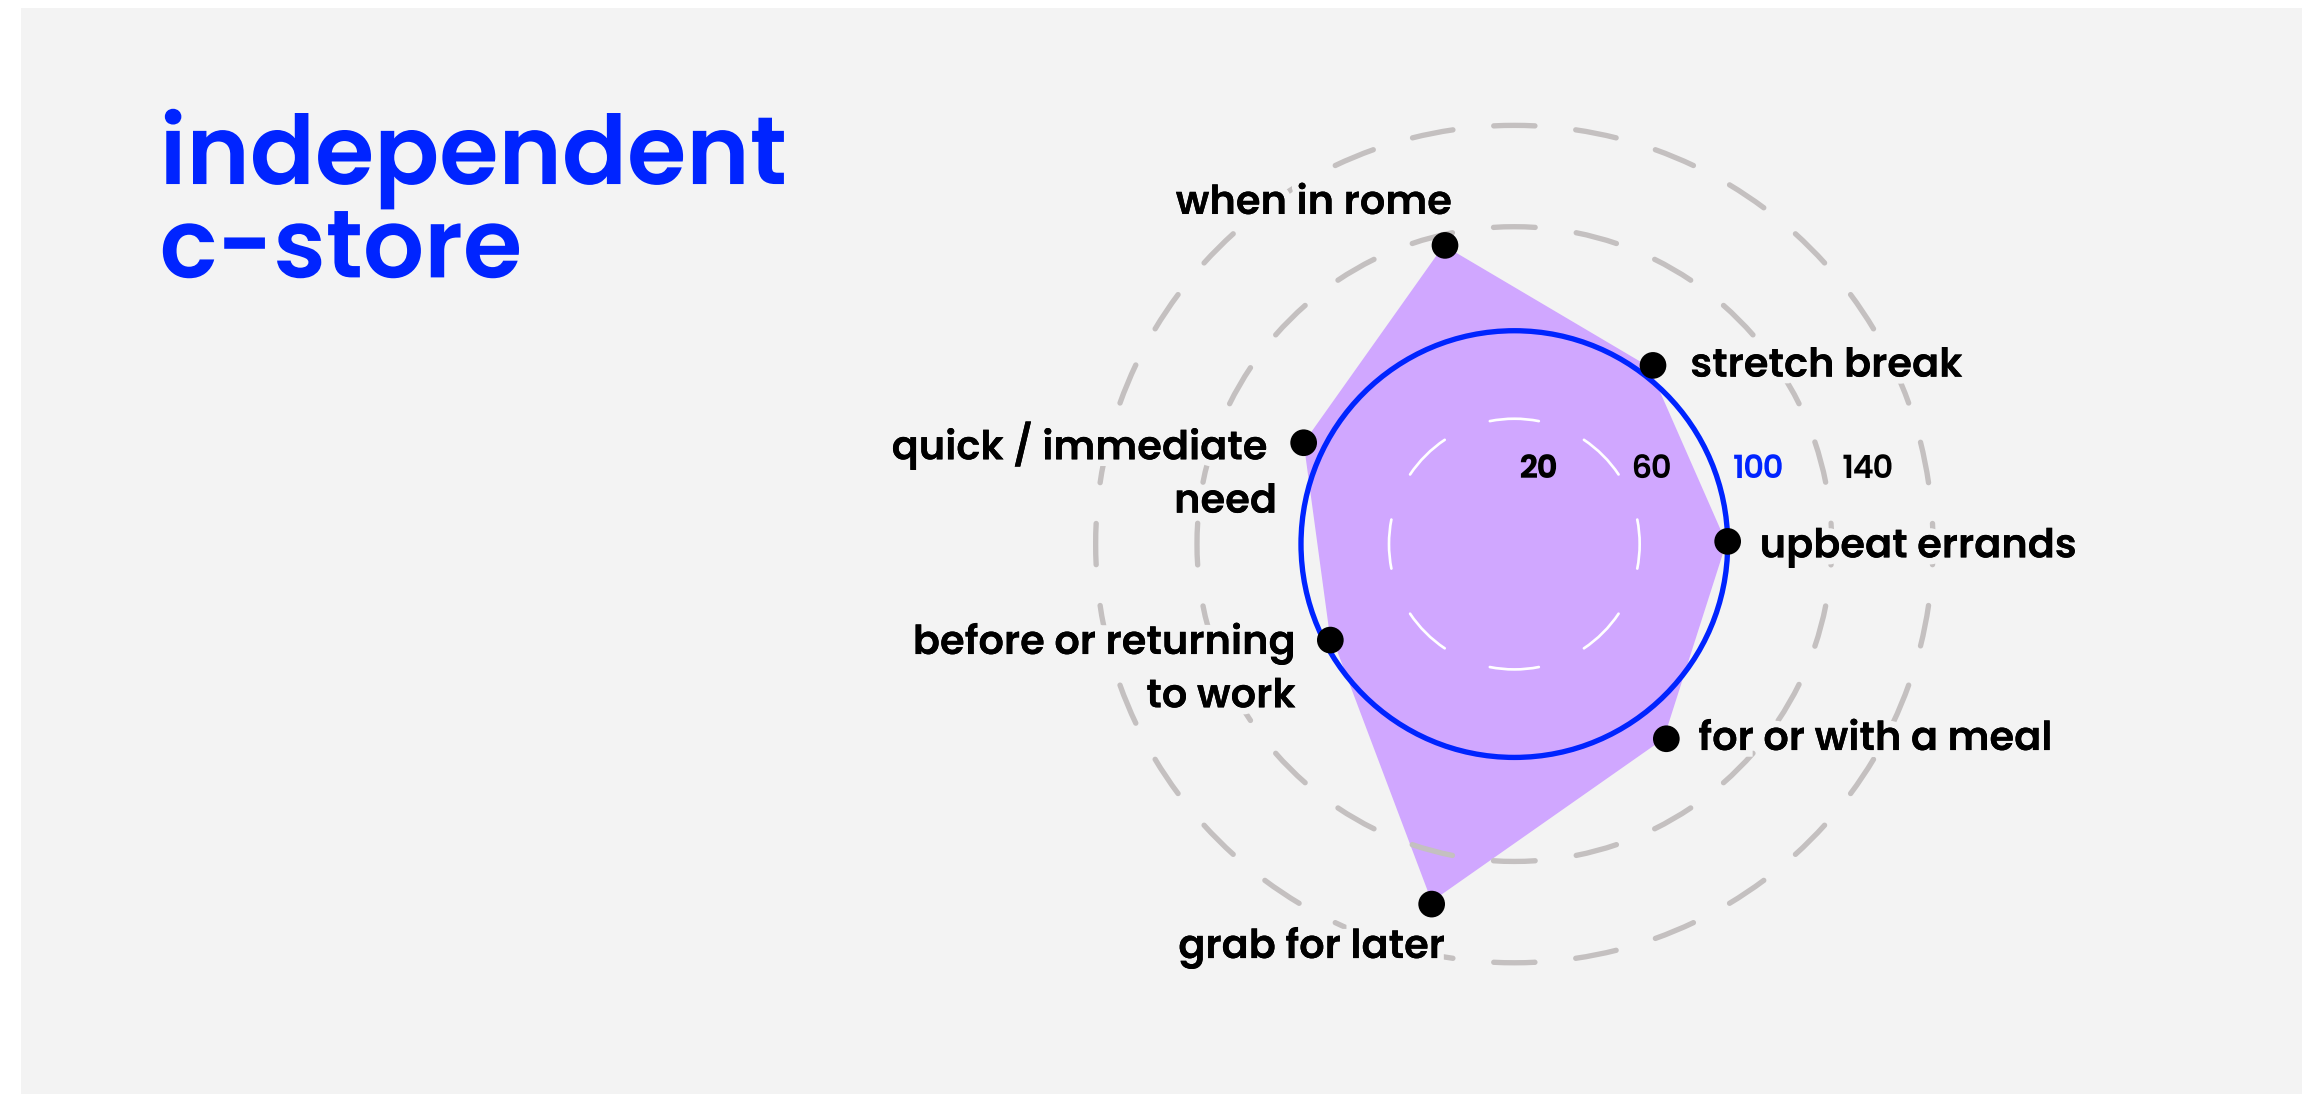 independent
c-store
when in rome
stretch break
quick / immediate
need
20 60 100 140
upbeat errands
before or returning
to work
for or with a meal
grab for later